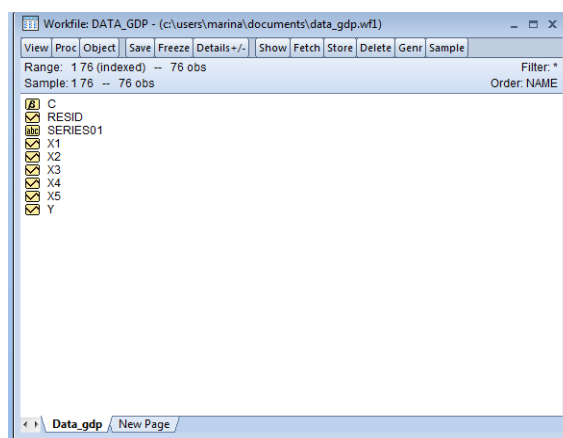 Workfile: DATA_GDP - (c:\users\marina\documents\data_gdp.wf1)
View Proc Object Save Freeze Details+/- Show Fetch Store Delete Genr Sample
Range: 1 76 (indexed) -- 76 obs Filter: *
Sample: 1 76 -- 76 obs Order: NAME
β C
RESID
abc SERIES01
X1
X2
X3
X4
X5
Y
Data_gdp New Page